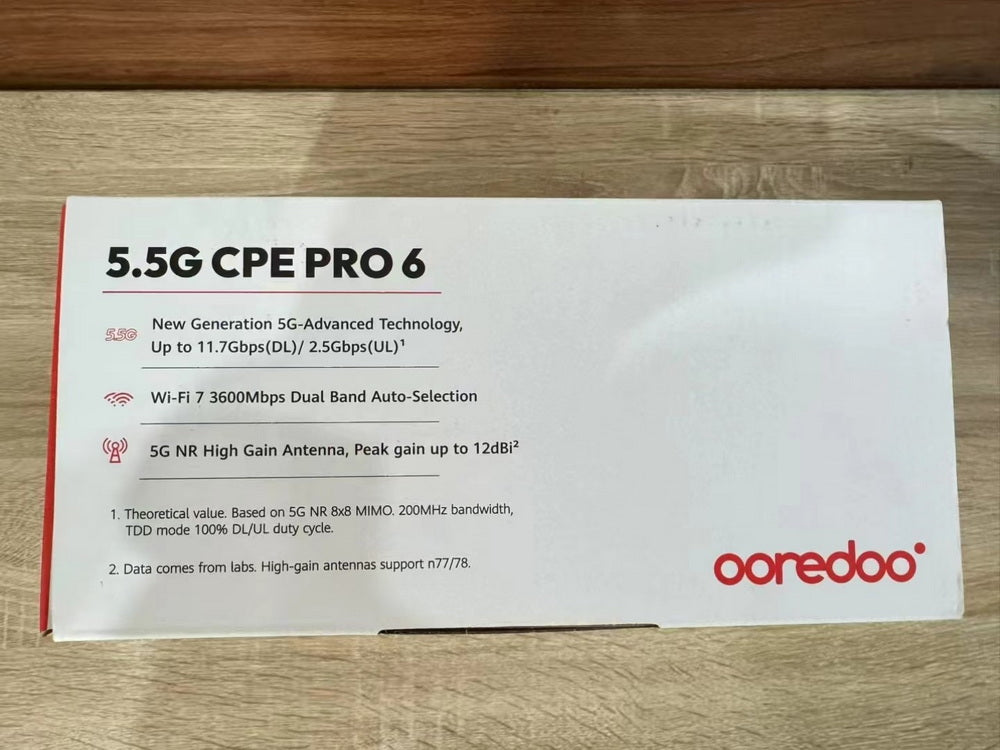 5.5G CPE PRO 6
5.5G
New Generation 5G-Advanced Technology,
Up to 11.7Gbps(DL)/ 2.5Gbps(UL)¹
Wi-Fi 7 3600Mbps Dual Band Auto-Selection
5G NR High Gain Antenna, Peak gain up to 12dBi²
1. Theoretical value. Based on 5G NR 8x8 MIMO. 200MHz bandwidth,
TDD mode 100% DL/UL duty cycle.
2. Data comes from labs. High-gain antennas support n77/78.
ooredoo